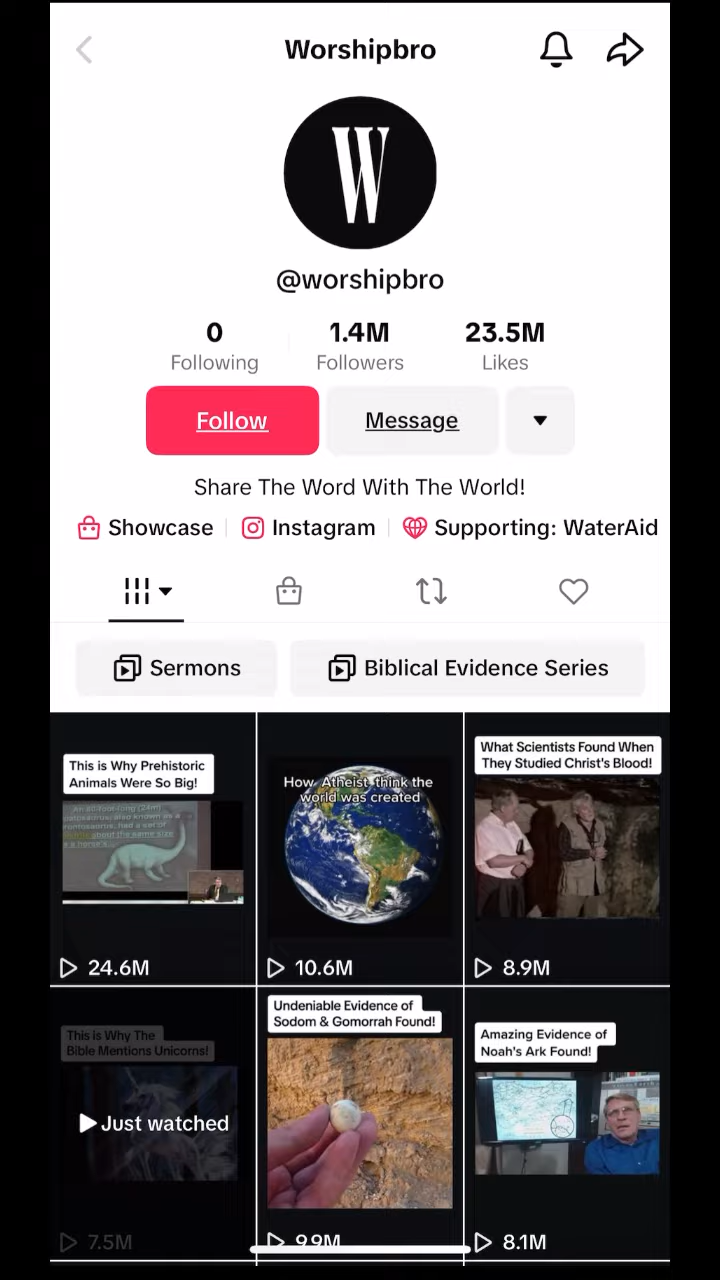 Worshipbro
W
@worshipbro
0 1.4M 23.5M
Following Followers Likes
Follow Message
Share The Word With The World!
Showcase Instagram Supporting: WaterAid
Sermons Biblical Evidence Series
This is Why Prehistoric
Animals Were So Big!
about the same size
24.6M
How Atheist think the
world was created
10.6M
What Scientists Found When
They Studied Christ's Blood!
8.9M
This is Why The
Bible Mentions Unicorns!
Just watched
7.5M
Undeniable Evidence of
Sodom & Gomorrah Found!
9.9M
Amazing Evidence of
Noah's Ark Found!
8.1M